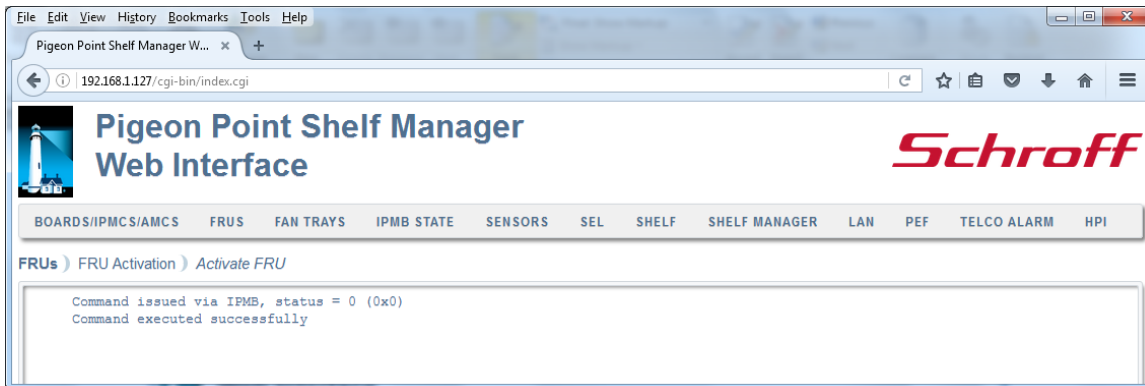 File Edit View History Bookmarks Tools Help
Pigeon Point Shelf Manager W... × +
192.168.1.127/cgi-bin/index.cgi
Pigeon Point Shelf Manager
Web Interface
Schroff
BOARDS/IPMCS/AMCS FRUS FAN TRAYS IPMB STATE SENSORS SEL SHELF SHELF MANAGER LAN PEF TELCO ALARM HPI
FRUs ) FRU Activation ) Activate FRU
Command issued via IPMB, status = 0 (0x0)
Command executed successfully